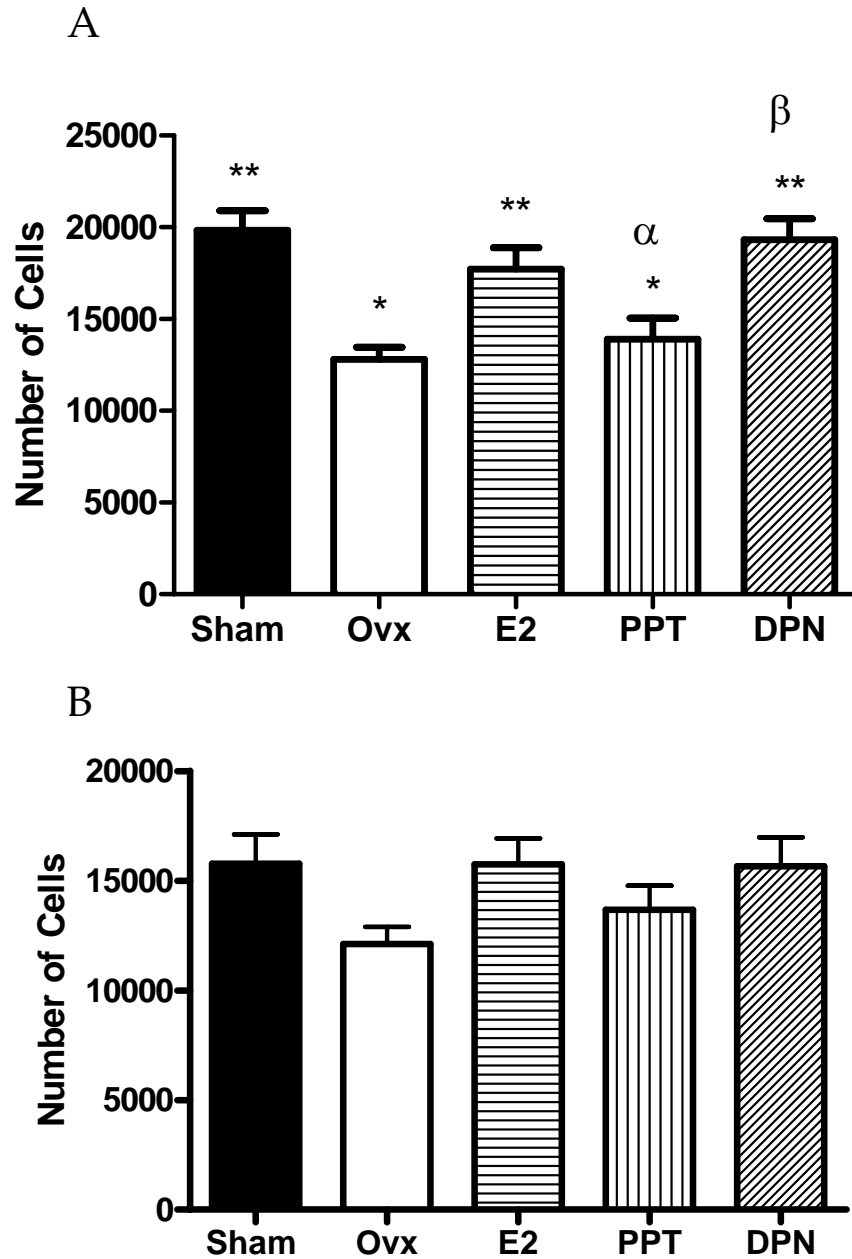 A
β
25000
** **
20000 **
α
*
15000 *
10000
5000
0
Number of Cells
Sham Ovx E2 PPT DPN
B
20000
15000
10000
5000
0
Number of Cells
Sham Ovx E2 PPT DPN